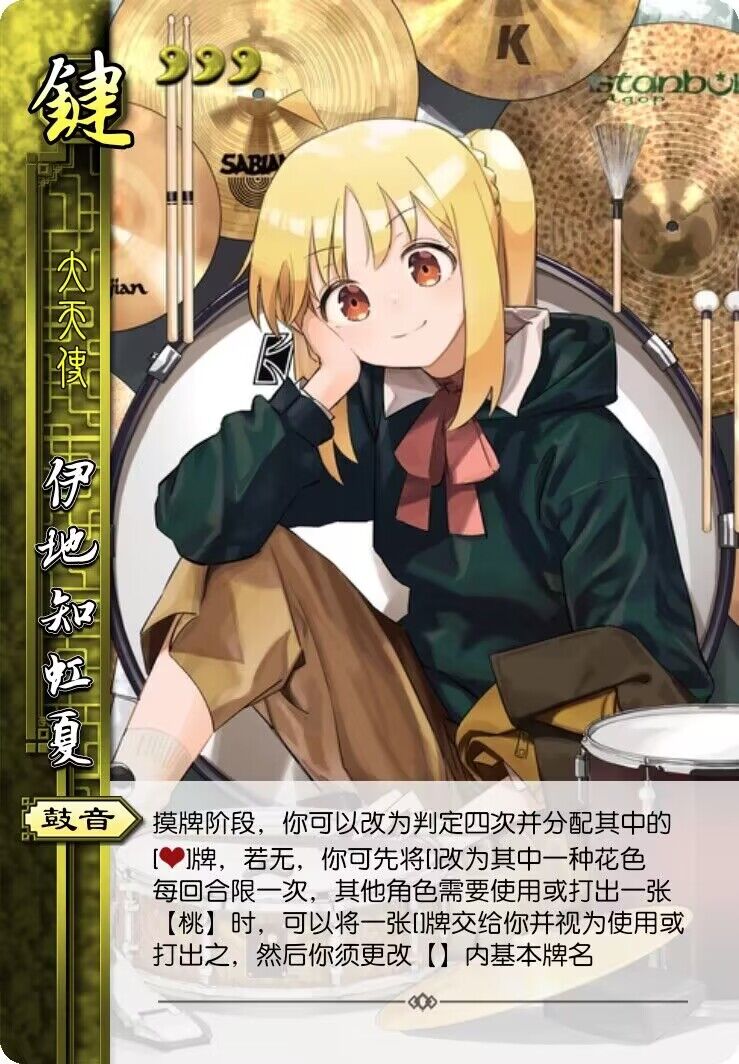 鍵
大天使
伊地知虹夏
SABIAN
K
istanbul
agop
jian
K
鼓音
摸牌阶段，你可以改为判定四次并分配其中的
[❤]牌，若无，你可先将[]改为其中一种花色
每回合限一次，其他角色需要使用或打出一张
【桃】时，可以将一张[]牌交给你并视为使用或
打出之，然后你须更改【】内基本牌名